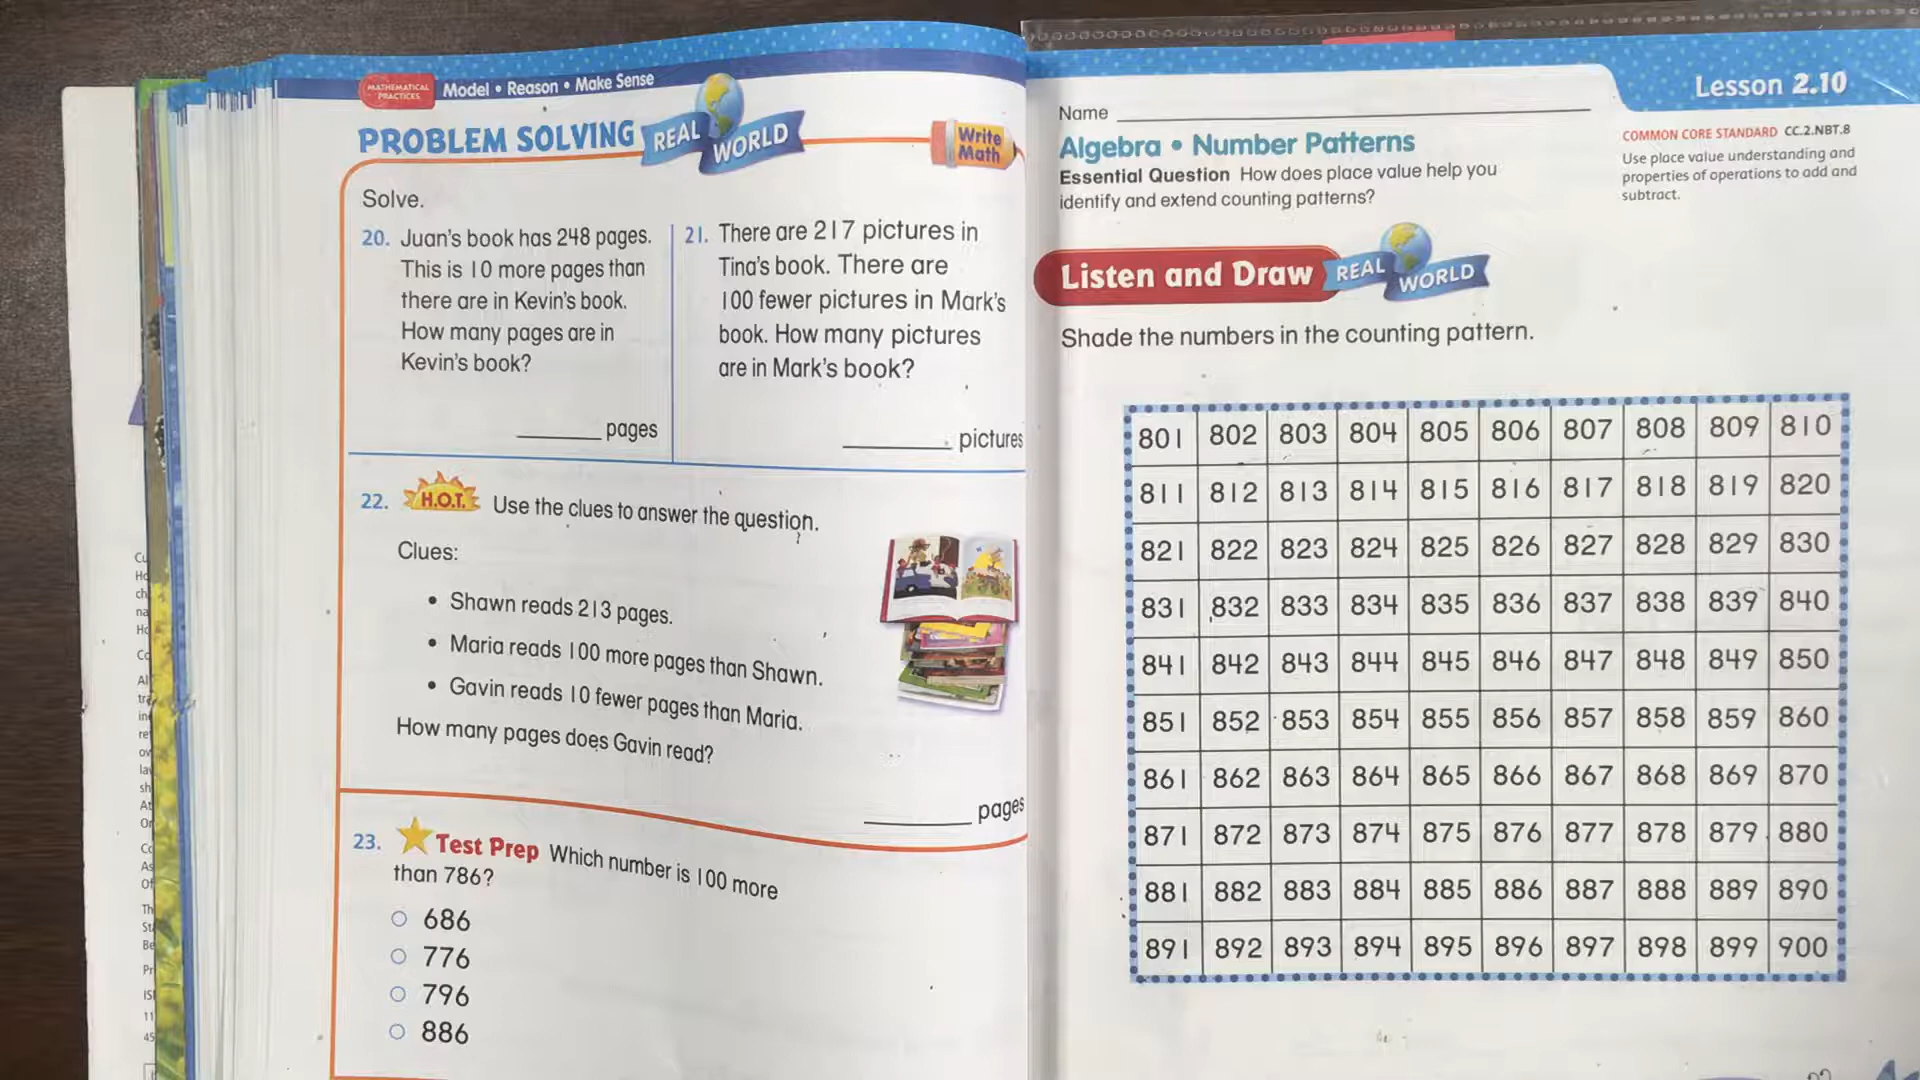 MATHEMATICAL
PRACTICES
Model • Reason • Make Sense
PROBLEM SOLVING REAL WORLD
Write
Math
Solve.
20. Juan's book has 248 pages.
This is 10 more pages than
there are in Kevin's book.
How many pages are in
Kevin's book?
pages
21. There are 217 pictures in
Tina's book. There are
100 fewer pictures in Mark's
book. How many pictures
are in Mark's book?
pictures
22. H.O.T. Use the clues to answer the question.
Clues:
• Shawn reads 213 pages.
• Maria reads 100 more pages than Shawn.
• Gavin reads 10 fewer pages than Maria.
How many pages does Gavin read?
pages
23. Test Prep Which number is 100 more
than 786?
686
776
796
886
Lesson 2.10
Name
Algebra • Number Patterns
Essential Question How does place value help you
identify and extend counting patterns?
COMMON CORE STANDARD CC.2.NBT.8
Use place value understanding and
properties of operations to add and
subtract.
Listen and Draw REAL WORLD
Shade the numbers in the counting pattern.
801 802 803 804 805 806 807 808 809 810
811 812 813 814 815 816 817 818 819 820
821 822 823 824 825 826 827 828 829 830
831 832 833 834 835 836 837 838 839 840
841 842 843 844 845 846 847 848 849 850
851 852 853 854 855 856 857 858 859 860
861 862 863 864 865 866 867 868 869 870
871 872 873 874 875 876 877 878 879 880
881 882 883 884 885 886 887 888 889 890
891 892 893 894 895 896 897 898 899 900